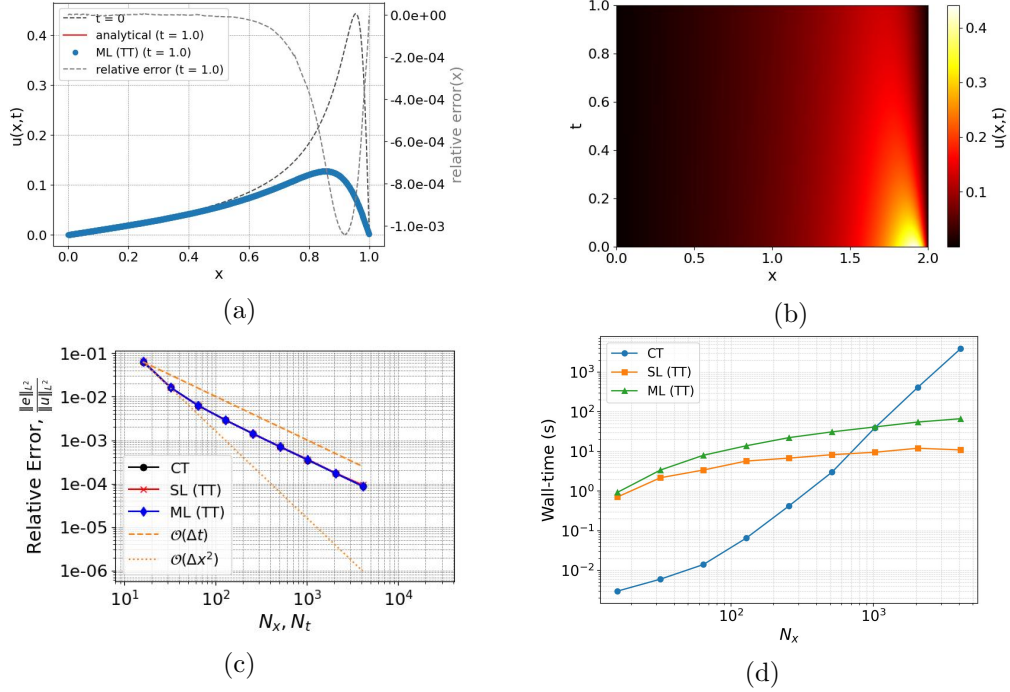 t = 0
analytical (t = 1.0)
ML (TT) (t = 1.0)
relative error (t = 1.0)
0.4
0.3
0.2
0.1
0.0
u(x,t)
0.0 0.2 0.4 0.6 0.8 1.0
x
0.0e+00
-2.0e-04
-4.0e-04
-6.0e-04
-8.0e-04
-1.0e-03
relative error(x)
(a)
1.0
0.8
0.6
0.4
0.2
0.0
t
0.0 0.5 1.0 1.5 2.0
x
0.4
0.3
0.2
0.1
u(x,t)
(b)
1e-01
1e-02
1e-03
1e-04
1e-05
1e-06
Relative Error, ‖e‖_{L²}/‖u‖_{L²}
CT
SL (TT)
ML (TT)
𝒪(Δt)
𝒪(Δx²)
10¹ 10² 10³ 10⁴
Nₓ, Nₜ
(c)
CT
SL (TT)
ML (TT)
10³
10²
10¹
10⁰
10⁻¹
10⁻²
Wall-time (s)
10² 10³
Nₓ
(d)